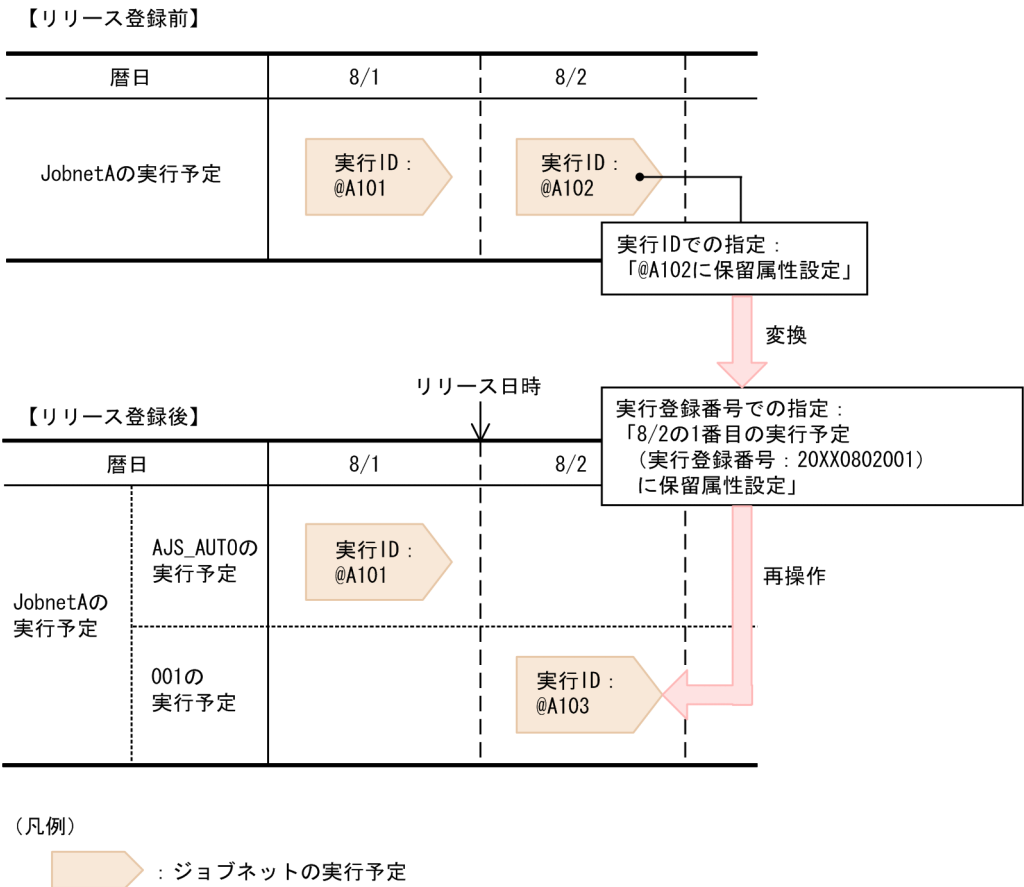 【リリース登録前】
暦日
8/1
8/2
JobnetAの実行予定
実行ID：
@A101
実行ID：
@A102
実行IDでの指定：
「@A102に保留属性設定」
変換
リリース日時
【リリース登録後】
実行登録番号での指定：
「8/2の1番目の実行予定
（実行登録番号：20XX0802001）
に保留属性設定」
暦日
8/1
8/2
AJS_AUTOの
実行予定
実行ID：
@A101
再操作
JobnetAの
実行予定
001の
実行予定
実行ID：
@A103
（凡例）
：ジョブネットの実行予定